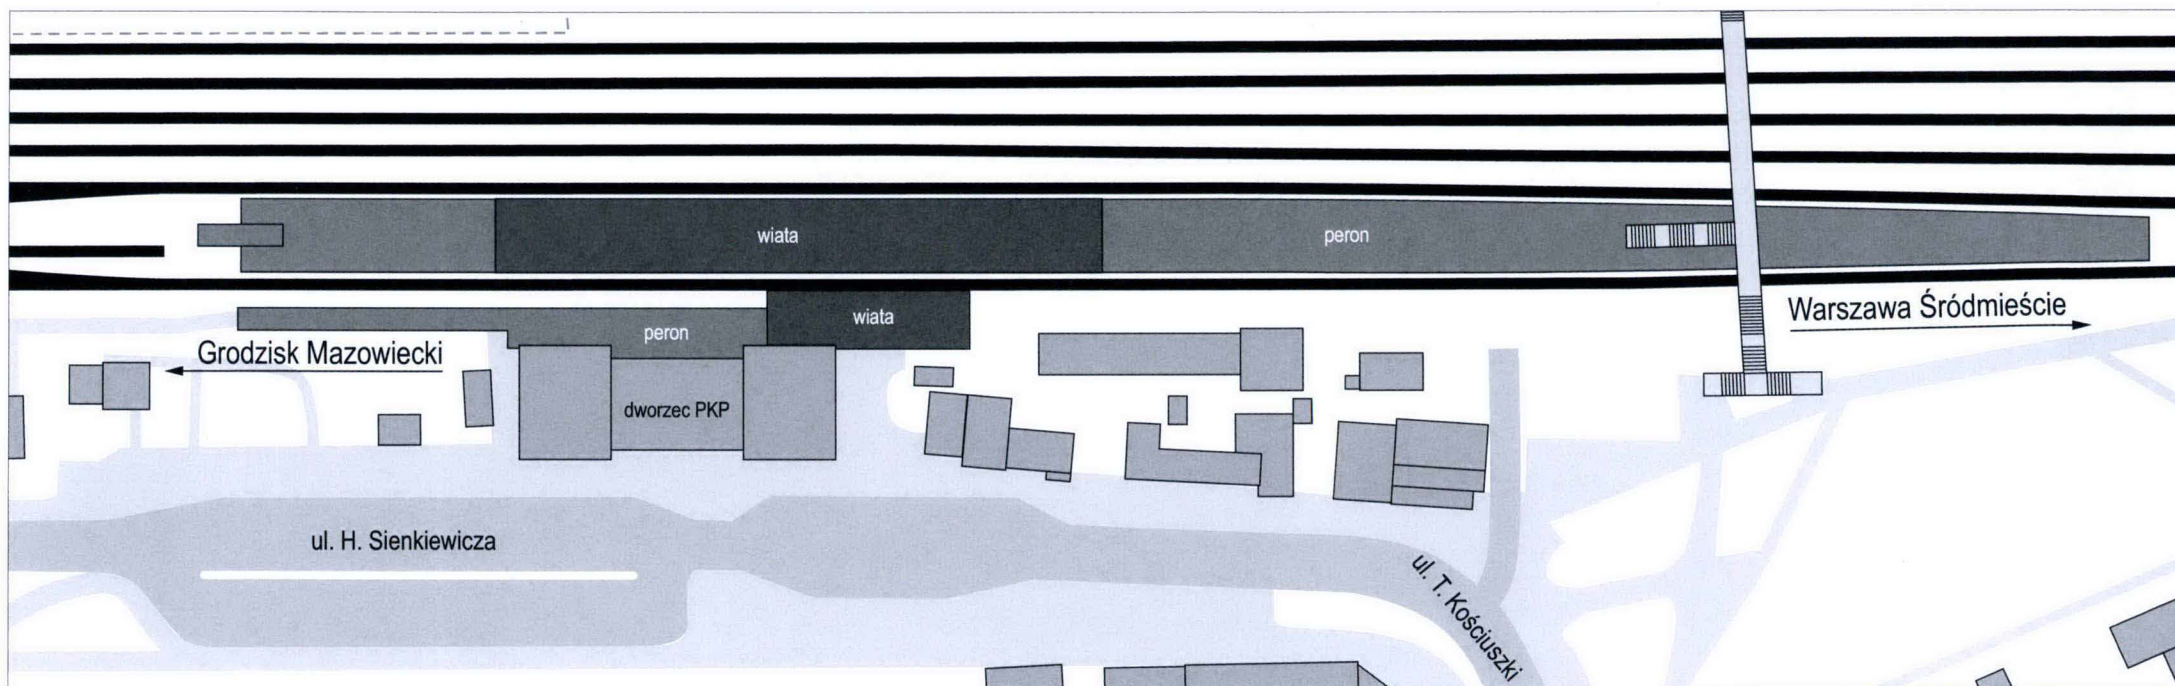 wiata
peron
Warszawa Śródmieście
wiata
peron
Grodzisk Mazowiecki
dworzec PKP
ul. H. Sienkiewicza
ul. T. Kościuszki